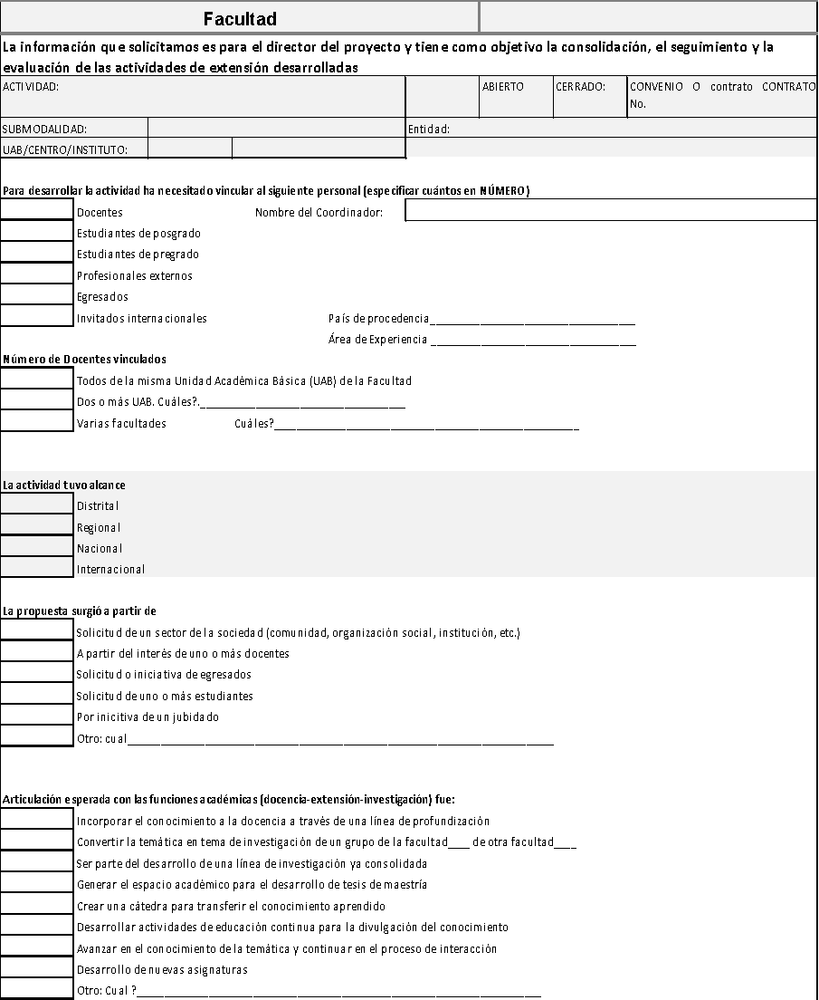 Facultad
La información que solicitamos es para el director del proyecto y tiene como objetivo la consolidación, el seguimiento y la
evaluación de las actividades de extensión desarrolladas
ACTIVIDAD: ABIERTO CERRADO: CONVENIO O contrato CONTRATO
No.
SUBMODALIDAD: Entidad:
UAB/CENTRO/INSTITUTO:
Para desarrollar la actividad ha necesitado vincular al siguiente personal (especificar cuántos en NÚMERO)
Docentes Nombre del Coordinador:
Estudiantes de posgrado
Estudiantes de pregrado
Profesionales externos
Egresados
Invitados internacionales País de procedencia_______________________________
Área de Experiencia _______________________________
Número de Docentes vinculados
Todos de la misma Unidad Académica Básica (UAB) de la Facultad
Dos o más UAB. Cuáles?._______________________________
Varias facultades Cuáles?______________________________________________
La actividad tuvo alcance
Distrital
Regional
Nacional
Internacional
La propuesta surgió a partir de
Solicitud de un sector de la sociedad (comunidad, organización social, institución, etc.)
A partir del interés de uno o más docentes
Solicitud o iniciativa de egresados
Solicitud de uno o más estudiantes
Por inicitiva de un jubidado
Otro: cual________________________________________________________________
Articulación esperada con las funciones académicas (docencia-extensión-investigación) fue:
Incorporar el conocimiento a la docencia a través de una línea de profundización
Convertir la temática en tema de investigación de un grupo de la facultad___ de otra facultad___
Ser parte del desarrollo de una línea de investigación ya consolidada
Generar el espacio académico para el desarrollo de tesis de maestría
Crear una cátedra para transferir el conocimiento aprendido
Desarrollar actividades de educación continua para la divulgación del conocimiento
Avanzar en el conocimiento de la temática y continuar en el proceso de interacción
Desarrollo de nuevas asignaturas
Otro: Cual ?_____________________________________________________________